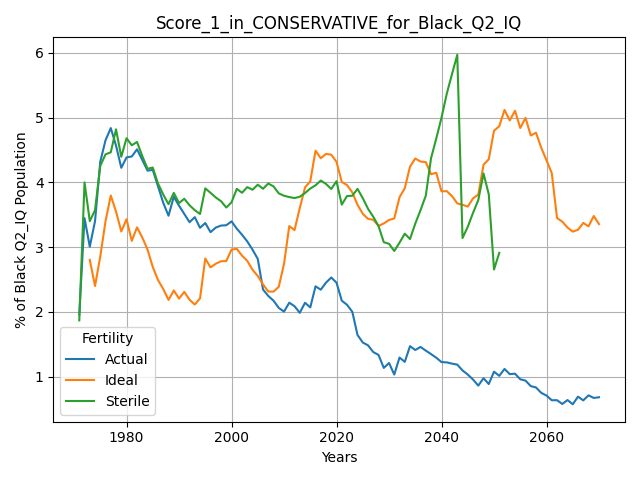 Score_1_in_CONSERVATIVE_for_Black_Q2_IQ
% of Black Q2_IQ Population
6
5
4
3
2
1
Fertility
Actual
Ideal
Sterile
1980
2000
2020
2040
2060
Years